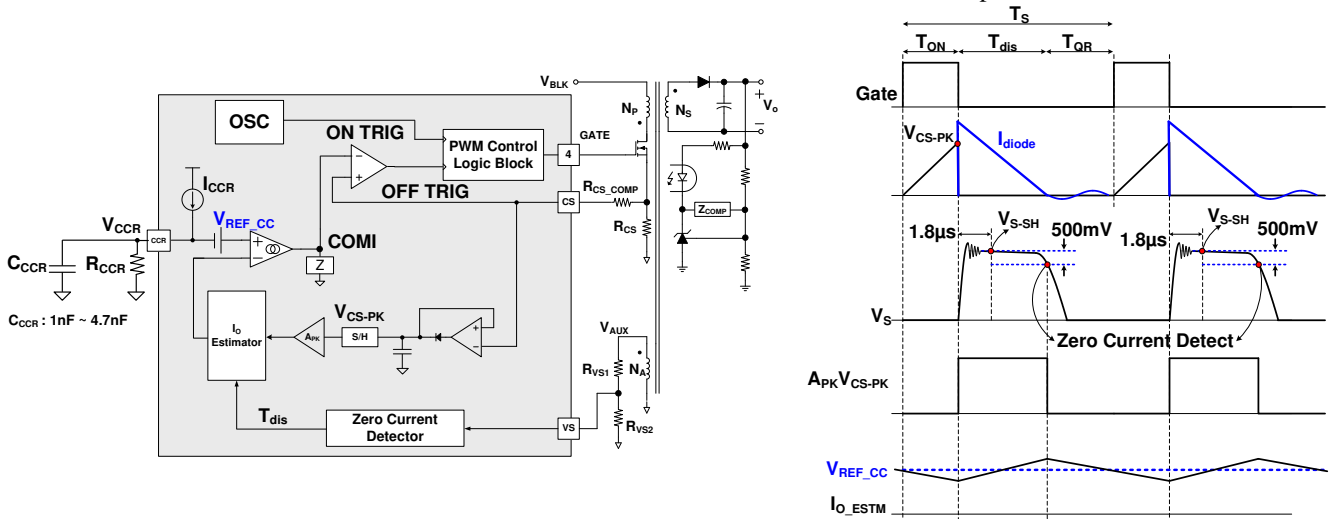 OSC
ON TRIG
PWM Control
Logic Block
OFF TRIG
GATE
4
CS
R_CS_COMP
R_CS
V_BLK
N_P
N_S
+
V_o
−
Z_COMP
I_CCR
V_CCR
CCR
V_REF_CC
+
−
−
+
COMI
Z
C_CCR
R_CCR
C_CCR : 1nF ~ 4.7nF
I_O
Estimator
A_PK
V_CS-PK
S/H
+
−
V_AUX
R_VS1
N_A
R_VS2
VS
T_dis
Zero Current
Detector
T_S
T_ON
T_dis
T_QR
Gate
V_CS-PK
I_diode
1.8µs
V_S-SH
500mV
1.8µs
V_S-SH
500mV
V_S
Zero Current Detect
A_PKV_CS-PK
V_REF_CC
I_O_ESTM